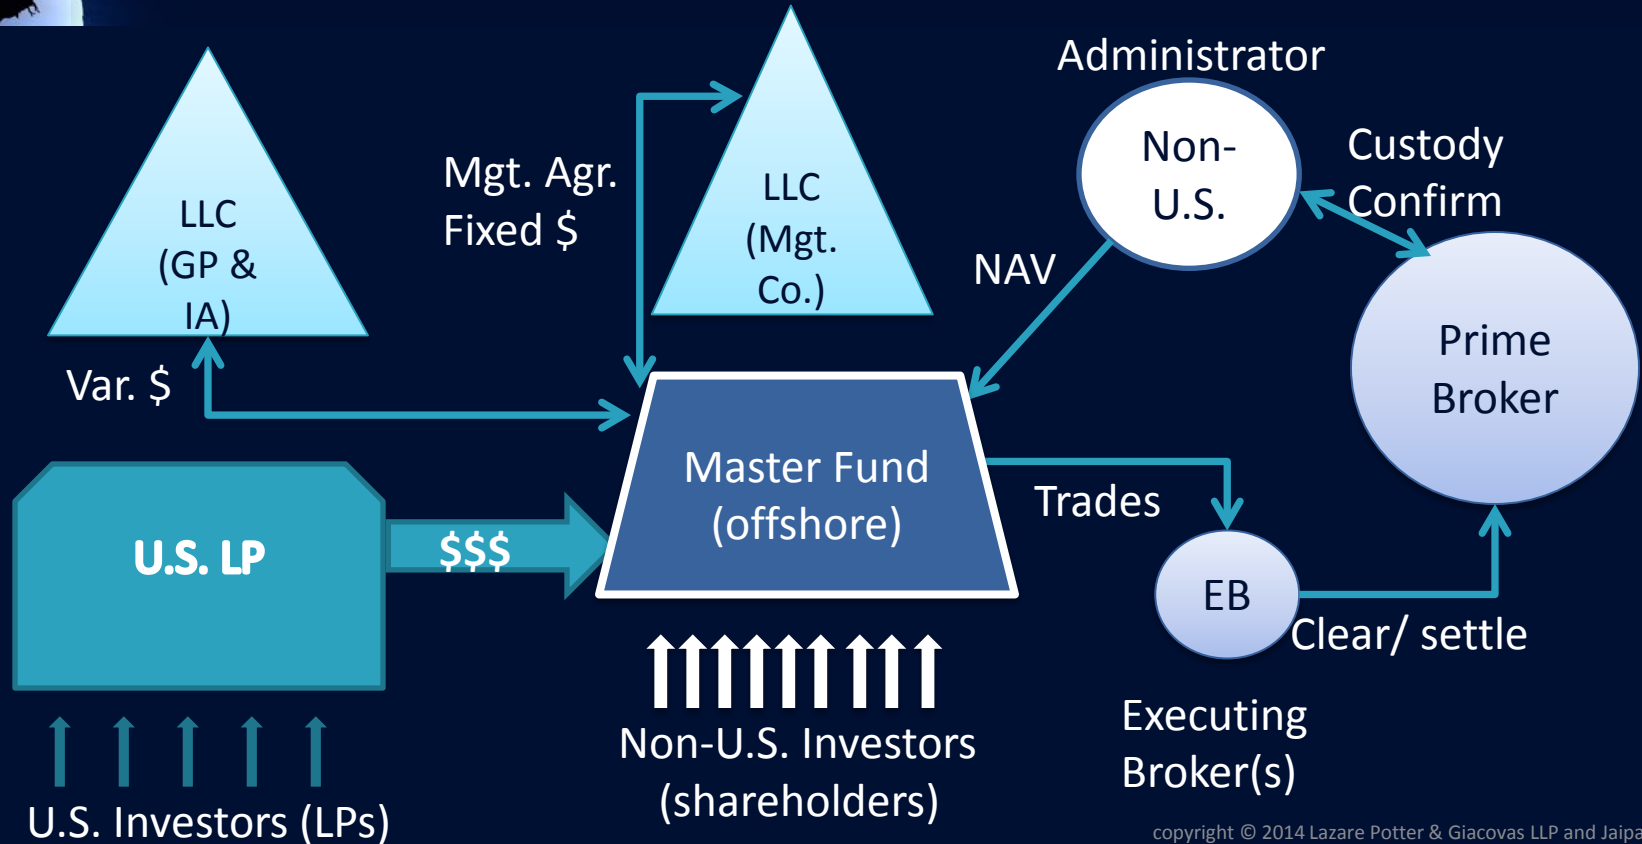 Administrator
Non-
U.S.
Custody
Confirm
LLC
(GP &
IA)
Mgt. Agr.
Fixed $
LLC
(Mgt.
Co.)
NAV
Prime
Broker
Var. $
Master Fund
(offshore)
Trades
U.S. LP
$$$
EB
Clear/ settle
Executing
Broker(s)
Non-U.S. Investors
(shareholders)
U.S. Investors (LPs)
copyright © 2014 Lazare Potter & Giacovas LLP and Jaipa